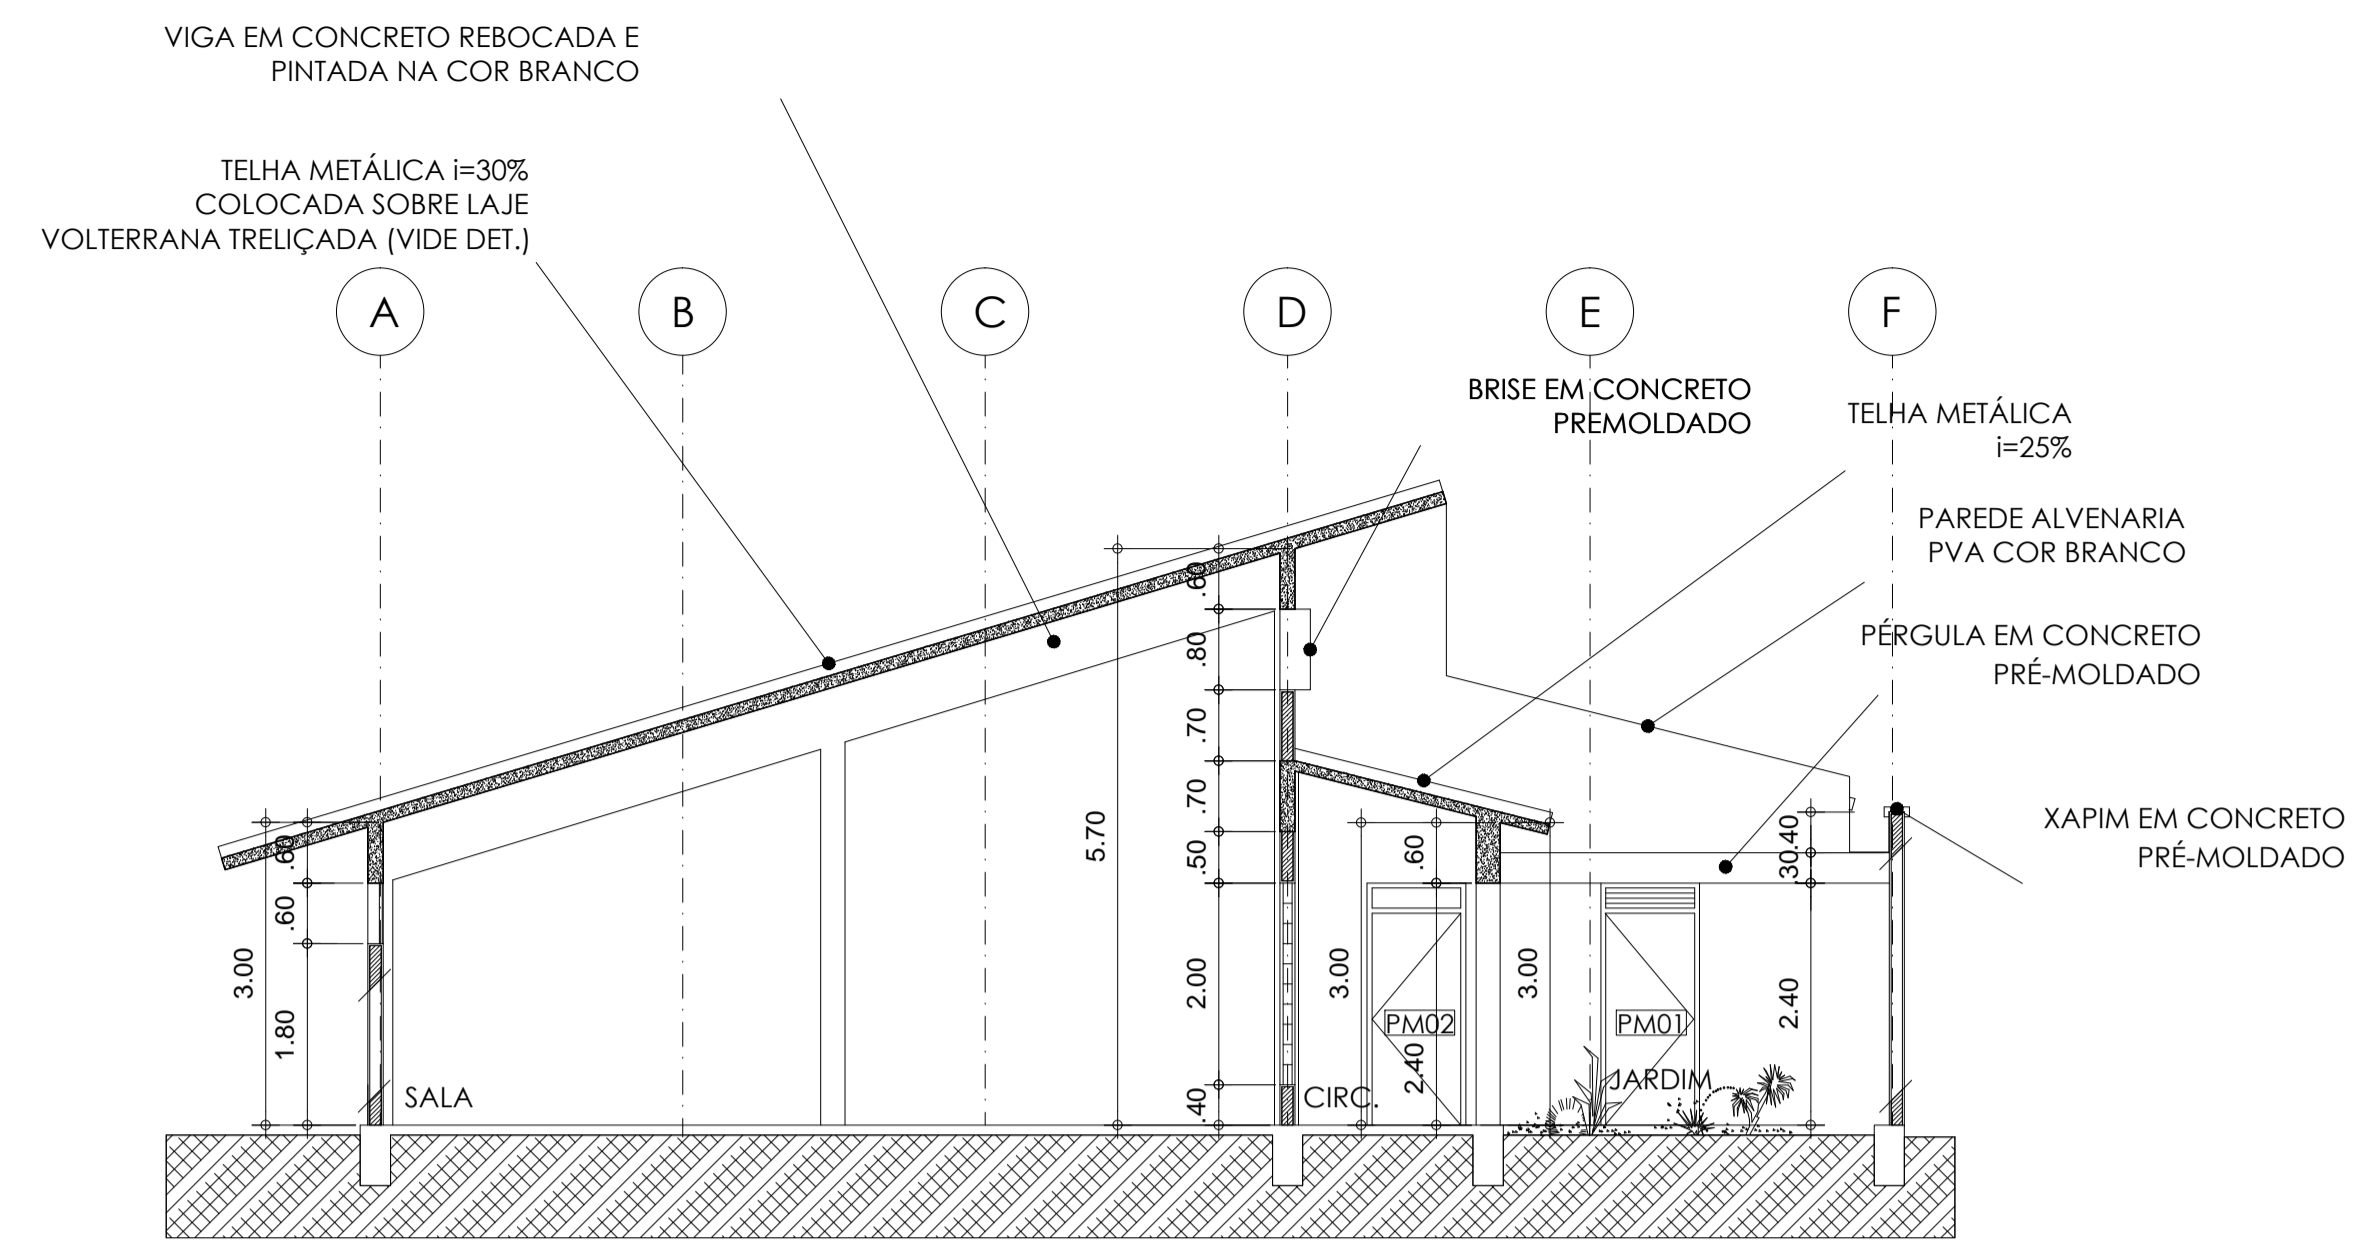 VIGA EM CONCRETO REBOCADA E
PINTADA NA COR BRANCO
TELHA METÁLICA i=30%
COLOCADA SOBRE LAJE
VOLTERRANA TRELIÇADA (VIDE DET.)
A
B
C
D
E
F
BRISE EM CONCRETO
PREMOLDADO
TELHA METÁLICA
i=25%
PAREDE ALVENARIA
PVA COR BRANCO
PÉRGULA EM CONCRETO
PRÉ-MOLDADO
XAPIM EM CONCRETO
PRÉ-MOLDADO
3.00
.60
.60
1.80
SALA
5.70
.60
.80
.70
.70
.50
2.00
.40
CIRC.
3.00
.60
2.40
PM02
3.00
PM01
JARDIM
.40
.30
2.40